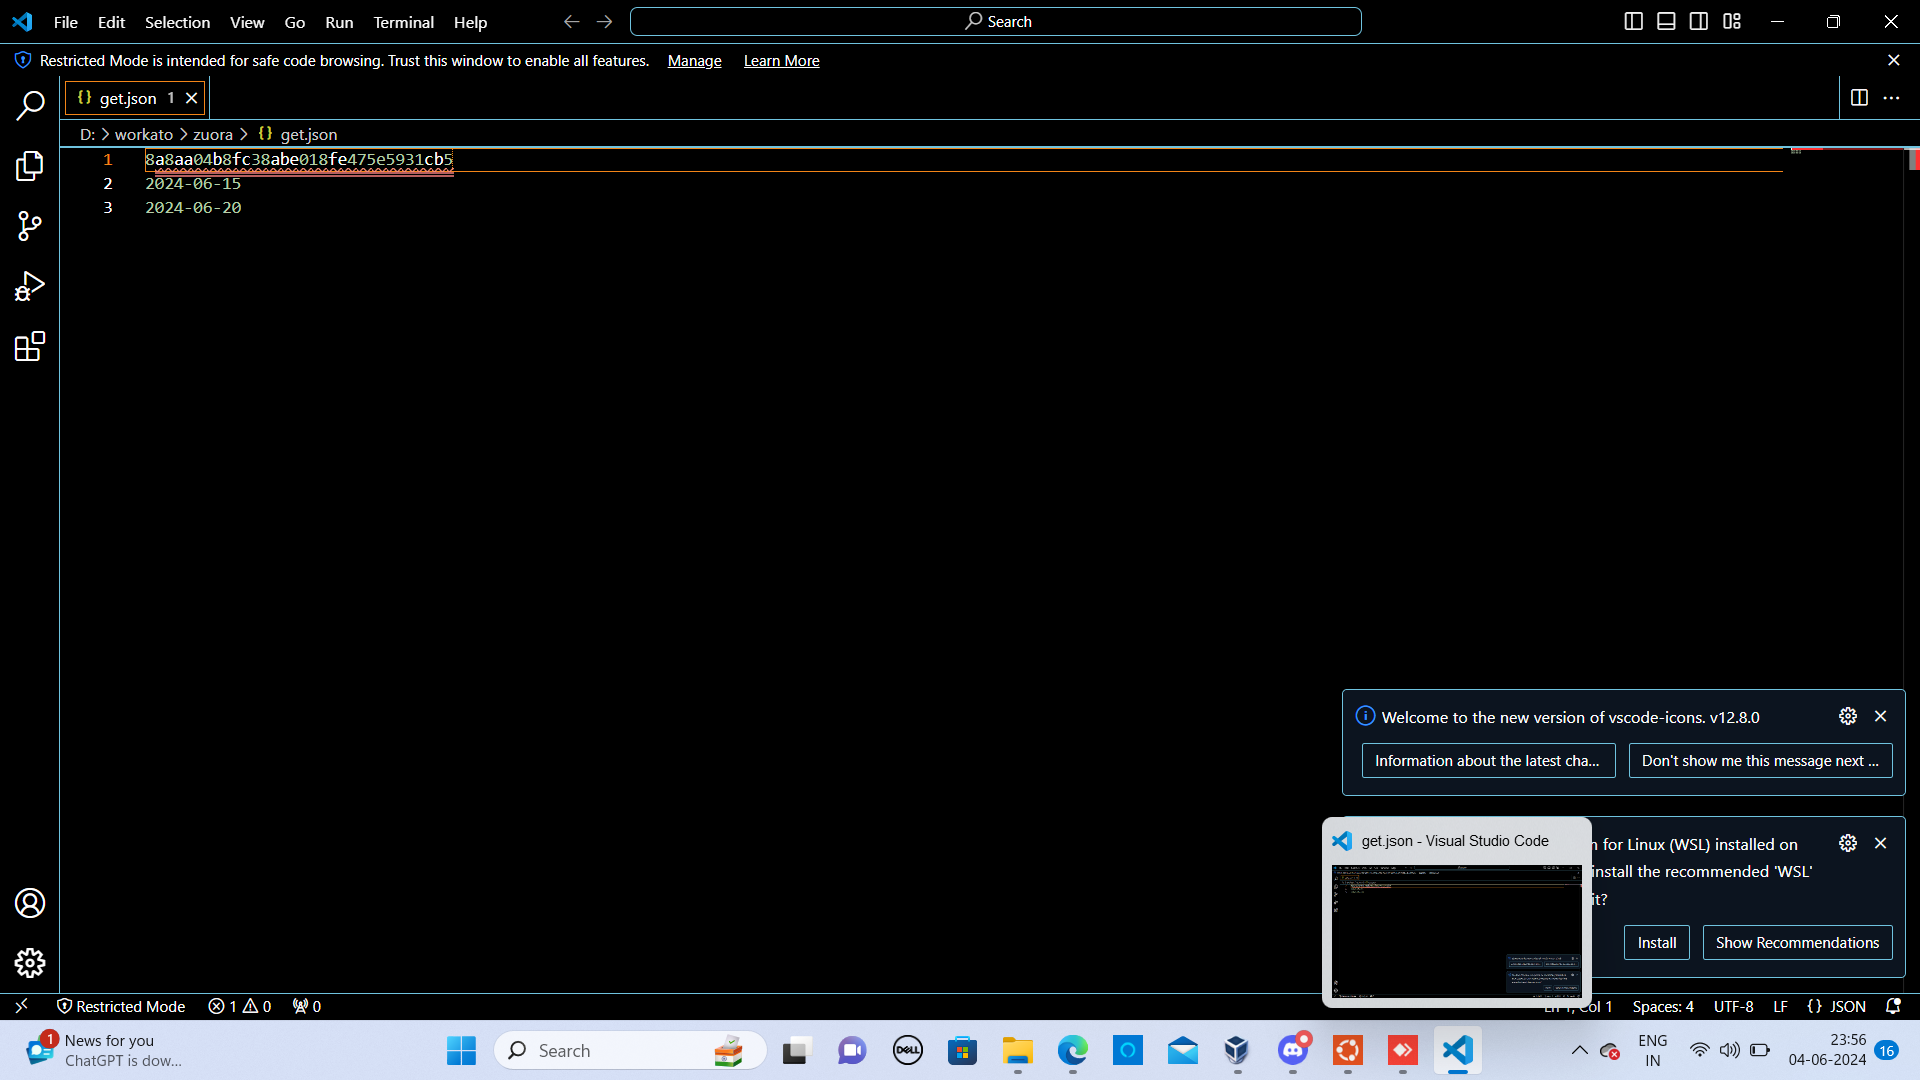 File Edit Selection View Go Run Terminal Help
Search
Restricted Mode is intended for safe code browsing. Trust this window to enable all features. Manage Learn More
get.json 1
D: > workato > zuora > {} get.json
1 8a8aa04b8fc38abe018fe475e5931cb5
2 2024-06-15
3 2024-06-20
Welcome to the new version of vscode-icons. v12.8.0
Information about the latest cha... Don't show me this message next ...
get.json - Visual Studio Code
for Linux (WSL) installed on
install the recommended 'WSL'
it?
Install Show Recommendations
Restricted Mode 1 0 0
Col 1 Spaces: 4 UTF-8 LF {} JSON
1
News for you
ChatGPT is dow...
Search
DELL
ENG
IN
23:56
04-06-2024
16